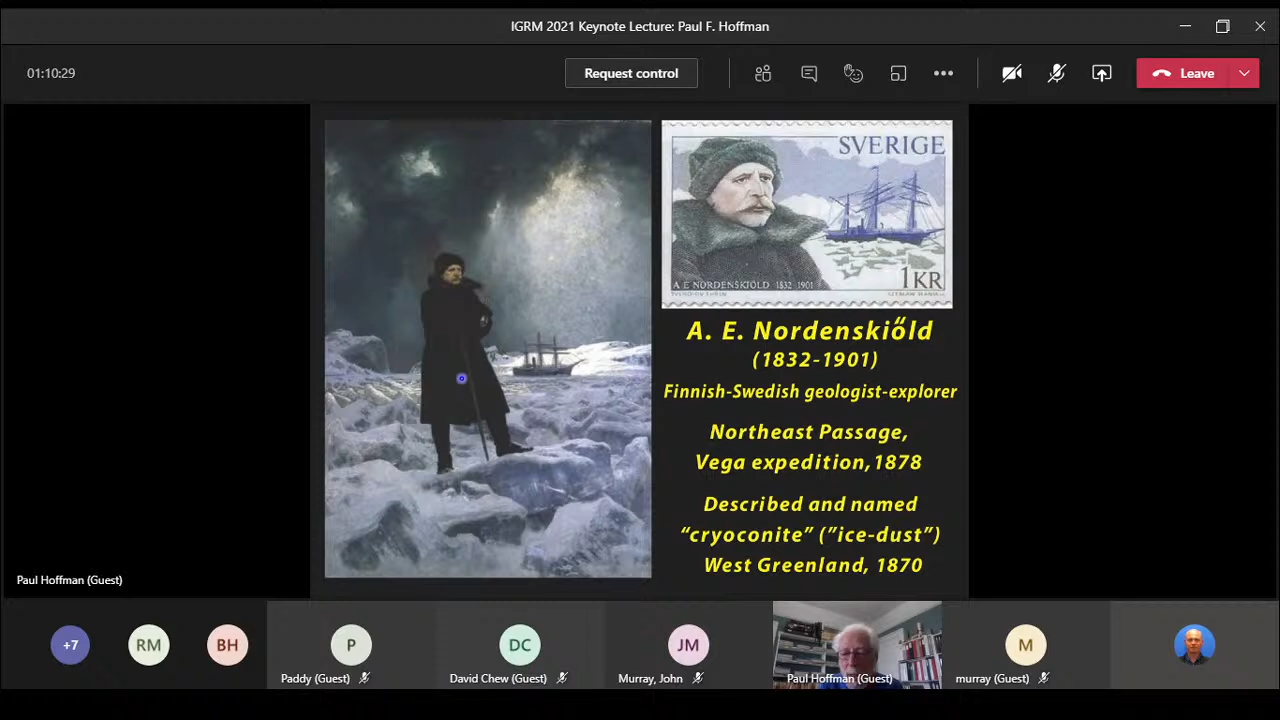 IGRM 2021 Keynote Lecture: Paul F. Hoffman
01:10:29
Request control
Leave
SVERIGE
1KR
A E NORDENSKIÖLD 1832 1901
A. E. Nordenskiőld
(1832-1901)
Finnish-Swedish geologist-explorer
Northeast Passage,
Vega expedition,1878
Described and named
“cryoconite” (”ice-dust”)
West Greenland, 1870
Paul Hoffman (Guest)
+7
RM
BH
P
DC
JM
M
Paddy (Guest)
David Chew (Guest)
Murray, John
Paul Hoffman (Guest)
murray (Guest)